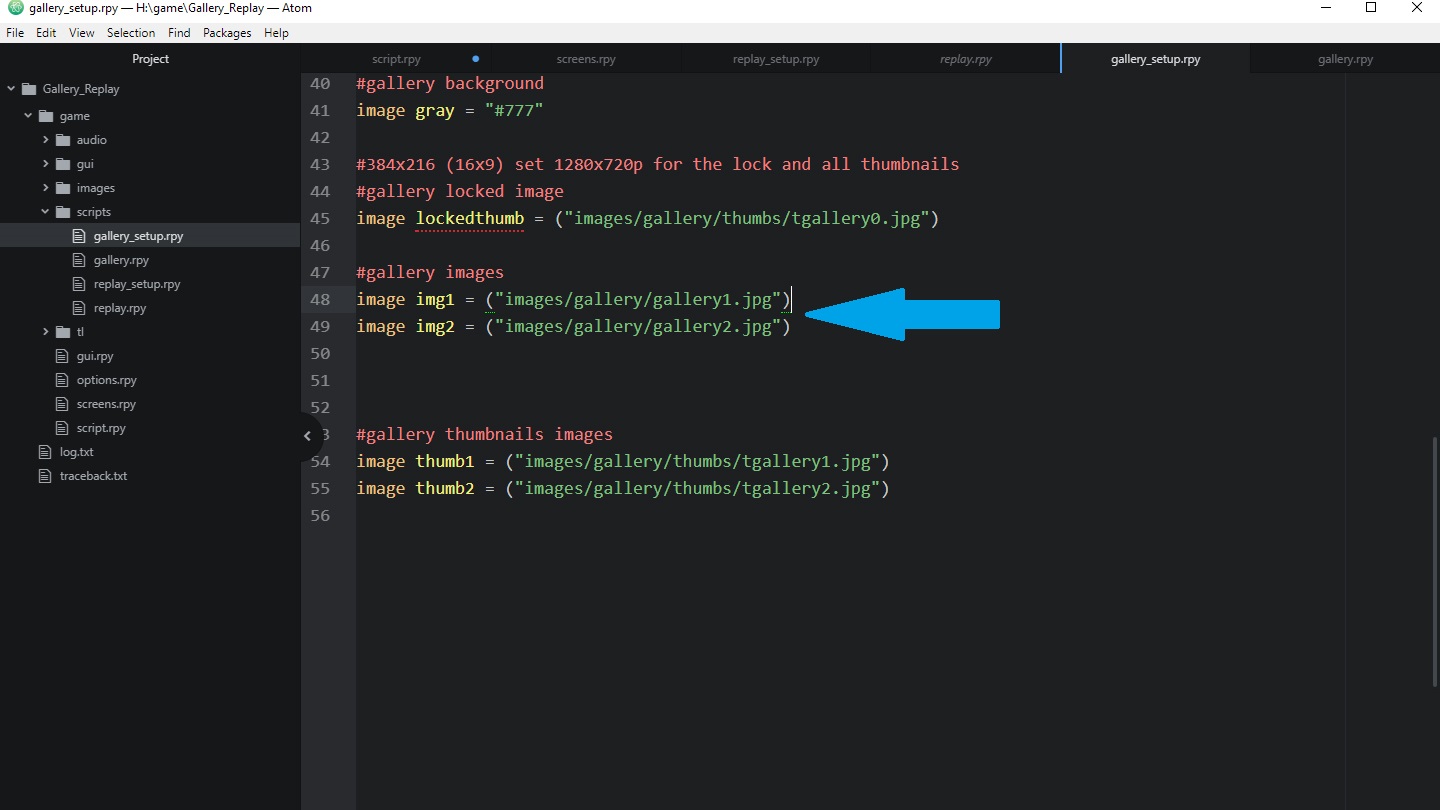 gallery_setup.rpy — H:\game\Gallery_Replay — Atom
File Edit View Selection Find Packages Help
Project
script.rpy screens.rpy replay_setup.rpy replay.rpy gallery_setup.rpy gallery.rpy
Gallery_Replay
game
audio
gui
images
scripts
gallery_setup.rpy
gallery.rpy
replay_setup.rpy
replay.rpy
tl
gui.rpy
options.rpy
screens.rpy
script.rpy
log.txt
traceback.txt
40 #gallery background
41 image gray = "#777"
42
43 #384x216 (16x9) set 1280x720p for the lock and all thumbnails
44 #gallery locked image
45 image lockedthumb = ("images/gallery/thumbs/tgallery0.jpg")
46
47 #gallery images
48 image img1 = ("images/gallery/gallery1.jpg")
49 image img2 = ("images/gallery/gallery2.jpg")
50
51
52
3 #gallery thumbnails images
54 image thumb1 = ("images/gallery/thumbs/tgallery1.jpg")
55 image thumb2 = ("images/gallery/thumbs/tgallery2.jpg")
56